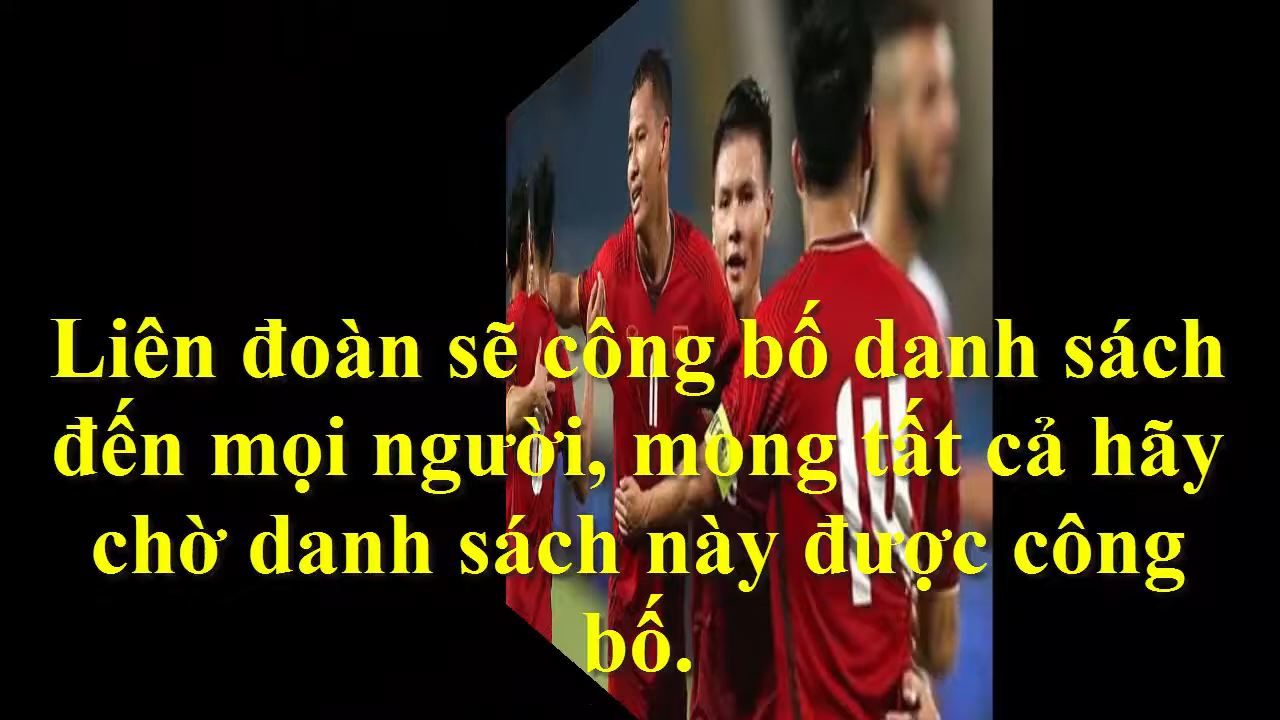 Liên đoàn sẽ công bố danh sách
đến mọi người, mong tất cả hãy
chờ danh sách này được công
bố.
14